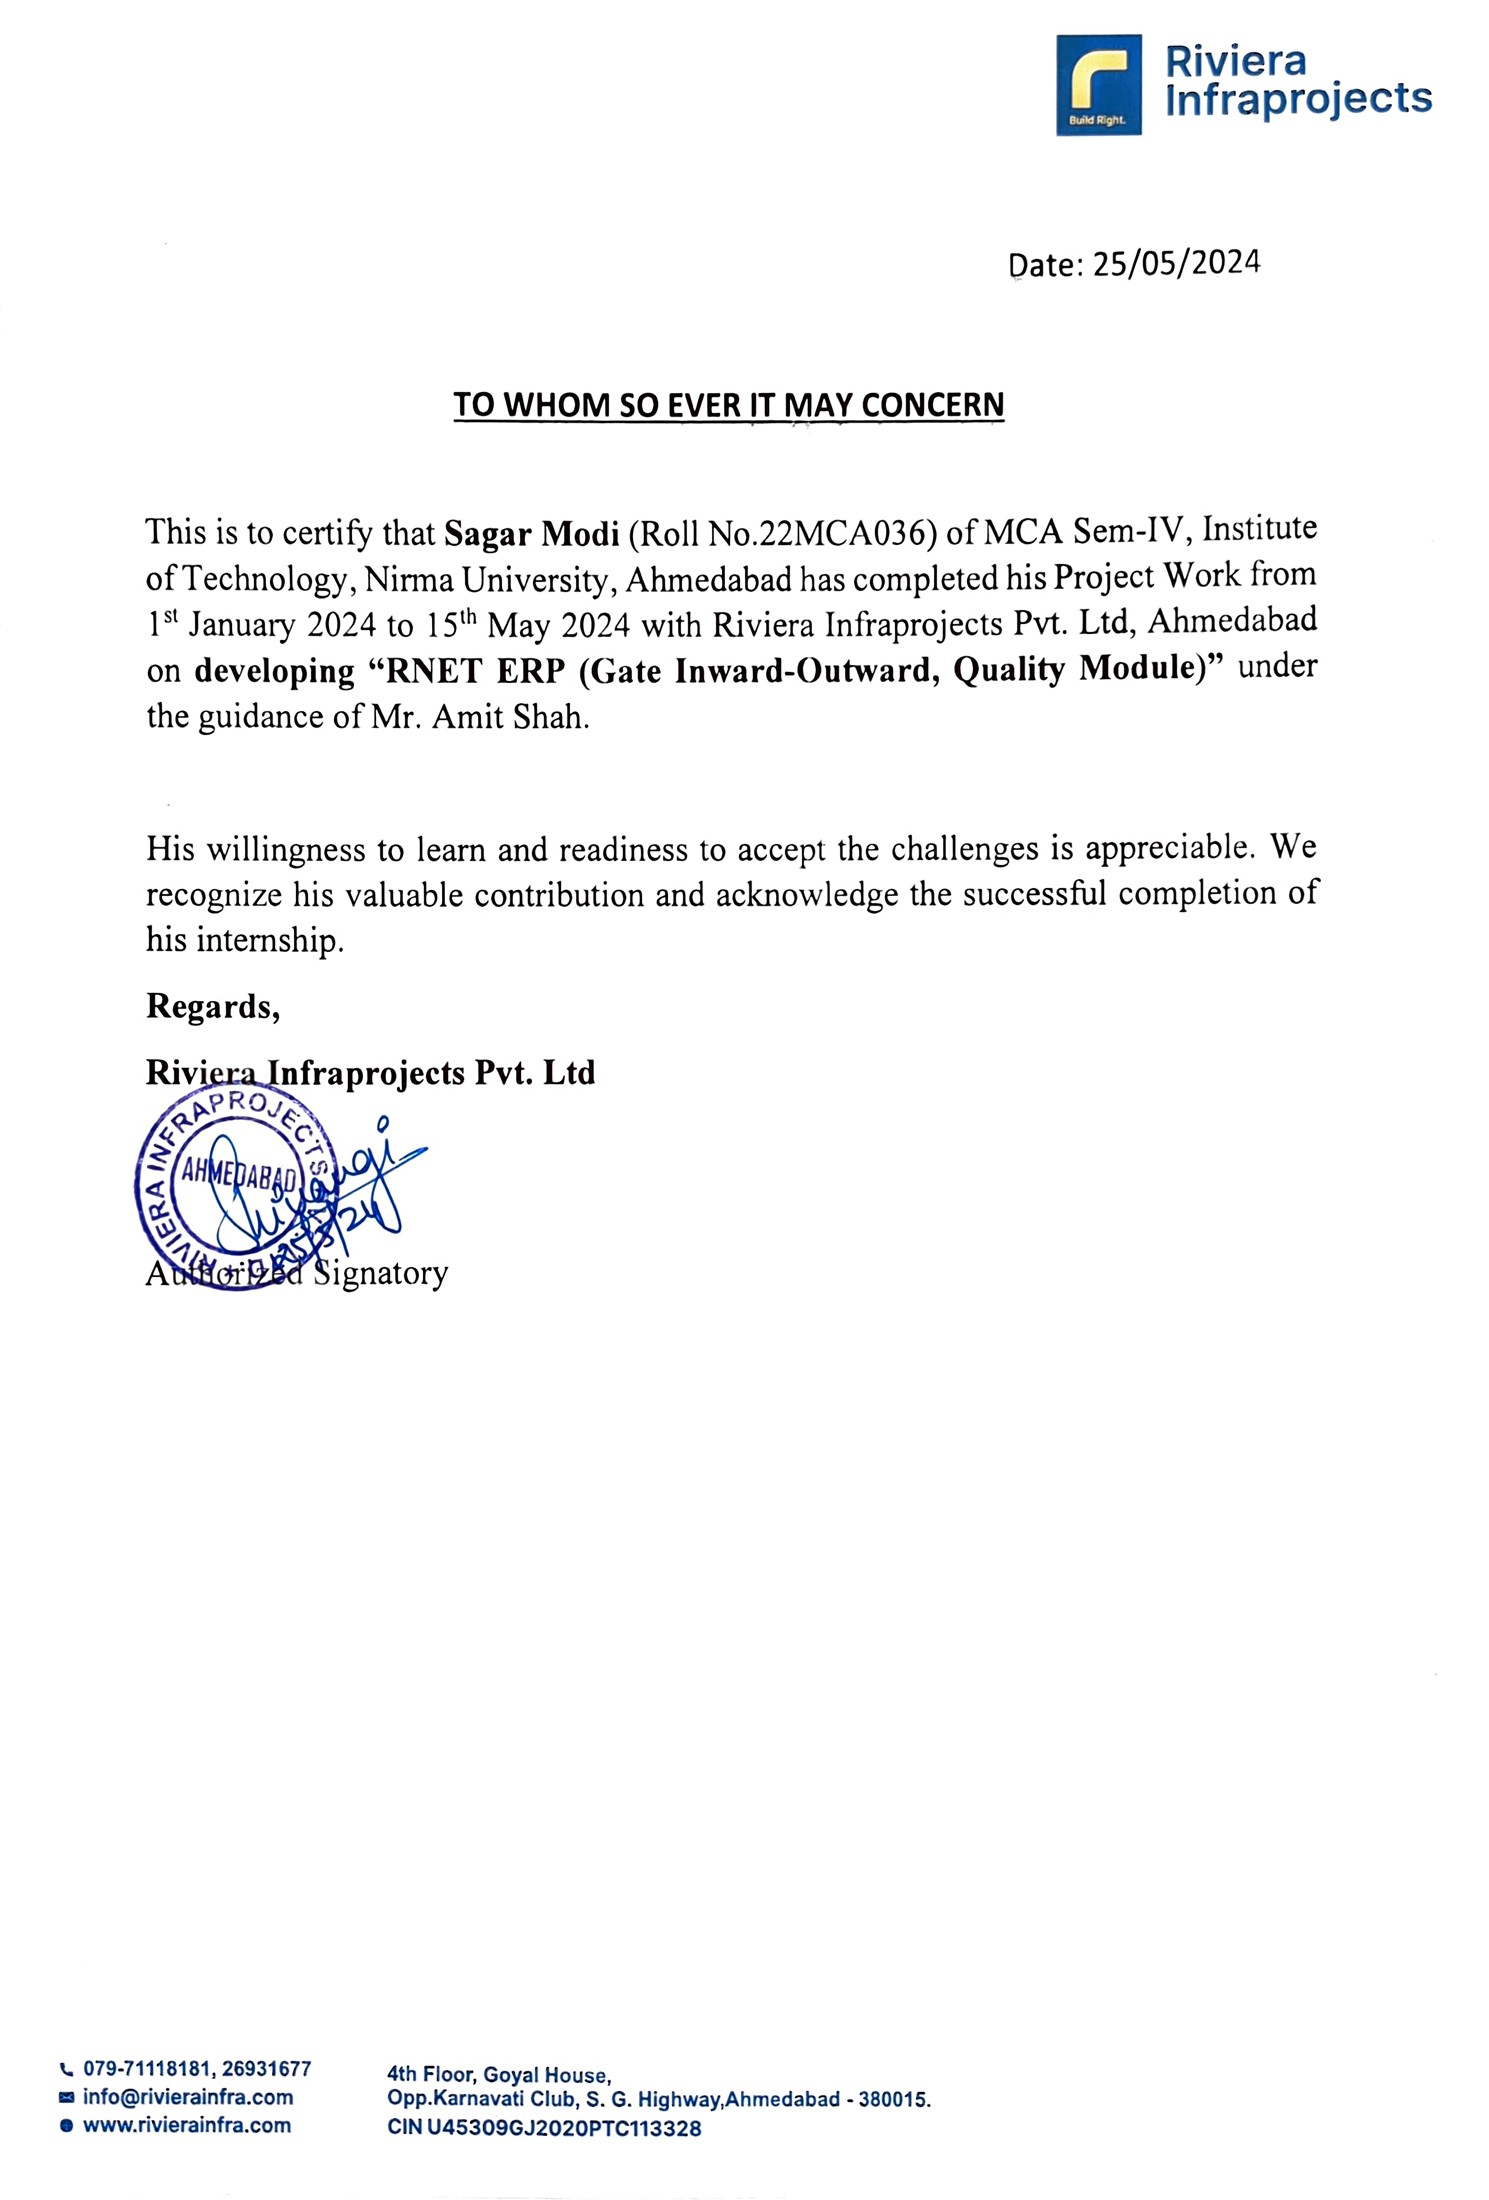 Build Right.
Riviera
Infraprojects
Date: 25/05/2024
TO WHOM SO EVER IT MAY CONCERN
This is to certify that Sagar Modi (Roll No.22MCA036) of MCA Sem-IV, Institute
of Technology, Nirma University, Ahmedabad has completed his Project Work from
1st January 2024 to 15th May 2024 with Riviera Infraprojects Pvt. Ltd, Ahmedabad
on developing “RNET ERP (Gate Inward-Outward, Quality Module)” under
the guidance of Mr. Amit Shah.
His willingness to learn and readiness to accept the challenges is appreciable. We
recognize his valuable contribution and acknowledge the successful completion of
his internship.
Regards,
Riviera Infraprojects Pvt. Ltd
RIVIERA INFRAPROJECTS
AHMEDABAD
25/5/24
Authorized Signatory
079-71118181, 26931677
info@rivierainfra.com
www.rivierainfra.com
4th Floor, Goyal House,
Opp.Karnavati Club, S. G. Highway,Ahmedabad - 380015.
CIN U45309GJ2020PTC113328